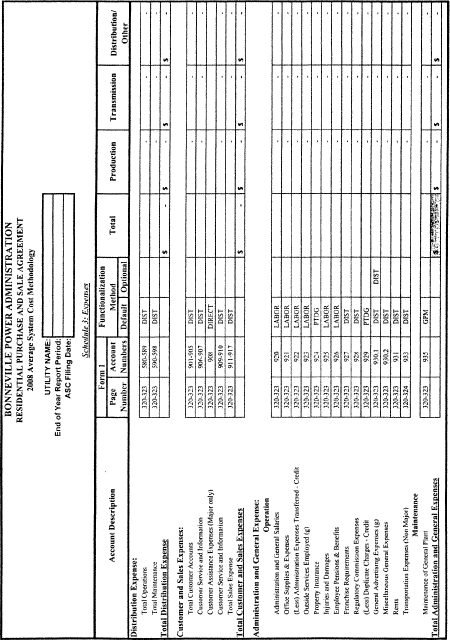 BONNEVILLE POWER ADMINISTRATION
RESIDENTIAL PURCHASE AND SALE AGREEMENT
2008 Average System Cost Methodology
UTILITY NAME:
End of Year Report Period:
ASC Filing Date:
Schedule 3: Expenses
Account Description Form 1 Page Number Account Numbers Functionalization Method Default Optional Total Production Transmission Distribution/ Other
Distribution Expense:
Total Operations 320-323 580-589 DIST - - -
Total Maintenance 320-323 590-598 DIST - - -
Total Distribution Expense $ - $ - $ - $ -
Customer and Sales Expenses:
Total Customer Accounts 320-323 901-905 DIST - - -
Customer Service and Information 320-323 906-907 DIST - - -
Customer Assistance Expenses (Major only) 320-323 908 DIRECT - - -
Customer Service and Information 320-323 909-910 DIST - - -
Total Sales Expense 320-323 911-917 DIST - - -
Total Customer and Sales Expenses $ - $ - $ - $ -
Administration and General Expense:
Operation
Administration and General Salaries 320-323 920 LABOR - - -
Office Supplies & Expenses 320-323 921 LABOR - - -
(Less) Administration Expenses Transferred - Credit 320-323 922 LABOR - - -
Outside Services Employed (g) 320-323 923 LABOR - - -
Property Insurance 320-323 924 PTDG - - -
Injuries and Damages 320-323 925 LABOR - - -
Employee Pensions & Benefits 320-323 926 LABOR - - -
Franchise Requirements 320-323 927 DIST - - -
Regulatory Commission Expenses 320-323 928 DIST - - -
(Less) Duplicate Charges - Credit 320-323 929 PTDG - - -
General Advertising Expenses (g) 320-323 930.1 DIST DIST - - -
Miscellaneous General Expenses 320-323 930.2 DIST - - -
Rents 320-323 931 DIST - - -
Transportation Expenses (Non Major) 320-324 933 DIST - - -
Maintenance
Maintenance of General Plant 320-323 935 GPM - - -
Total Administration and General Expenses $ $ - $ - $ -